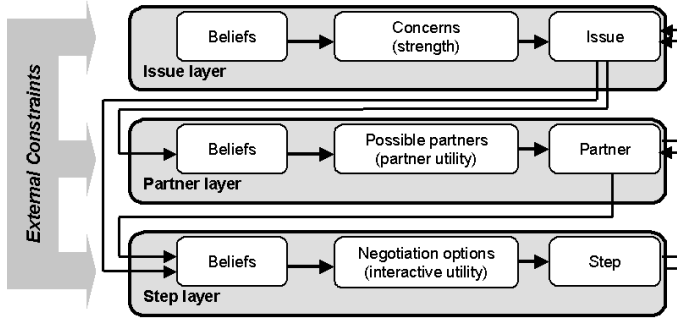 External Constraints
Beliefs
Concerns
(strength)
Issue
Issue layer
Beliefs
Possible partners
(partner utility)
Partner
Partner layer
Beliefs
Negotiation options
(interactive utility)
Step
Step layer